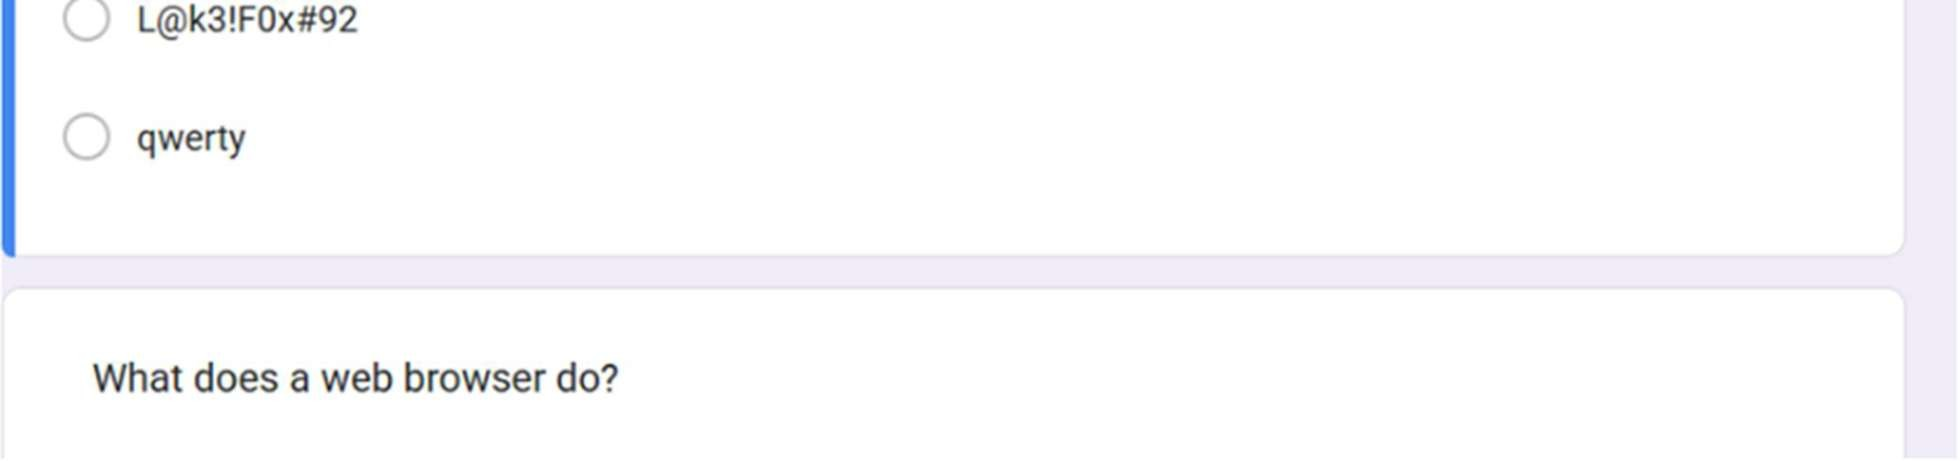 L@k3!F0x#92
qwerty
What does a web browser do?